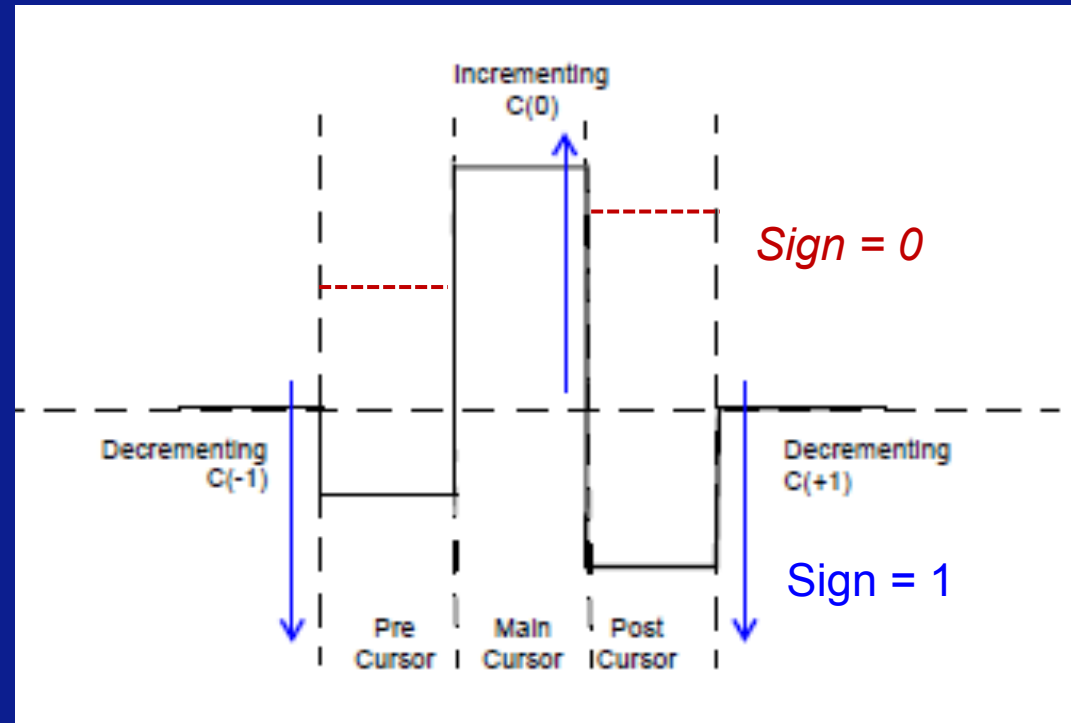 Incrementing
C(0)
Sign = 0
Decrementing
C(-1)
Decrementing
C(+1)
Sign = 1
Pre
Cursor
Main
Cursor
Post
Cursor